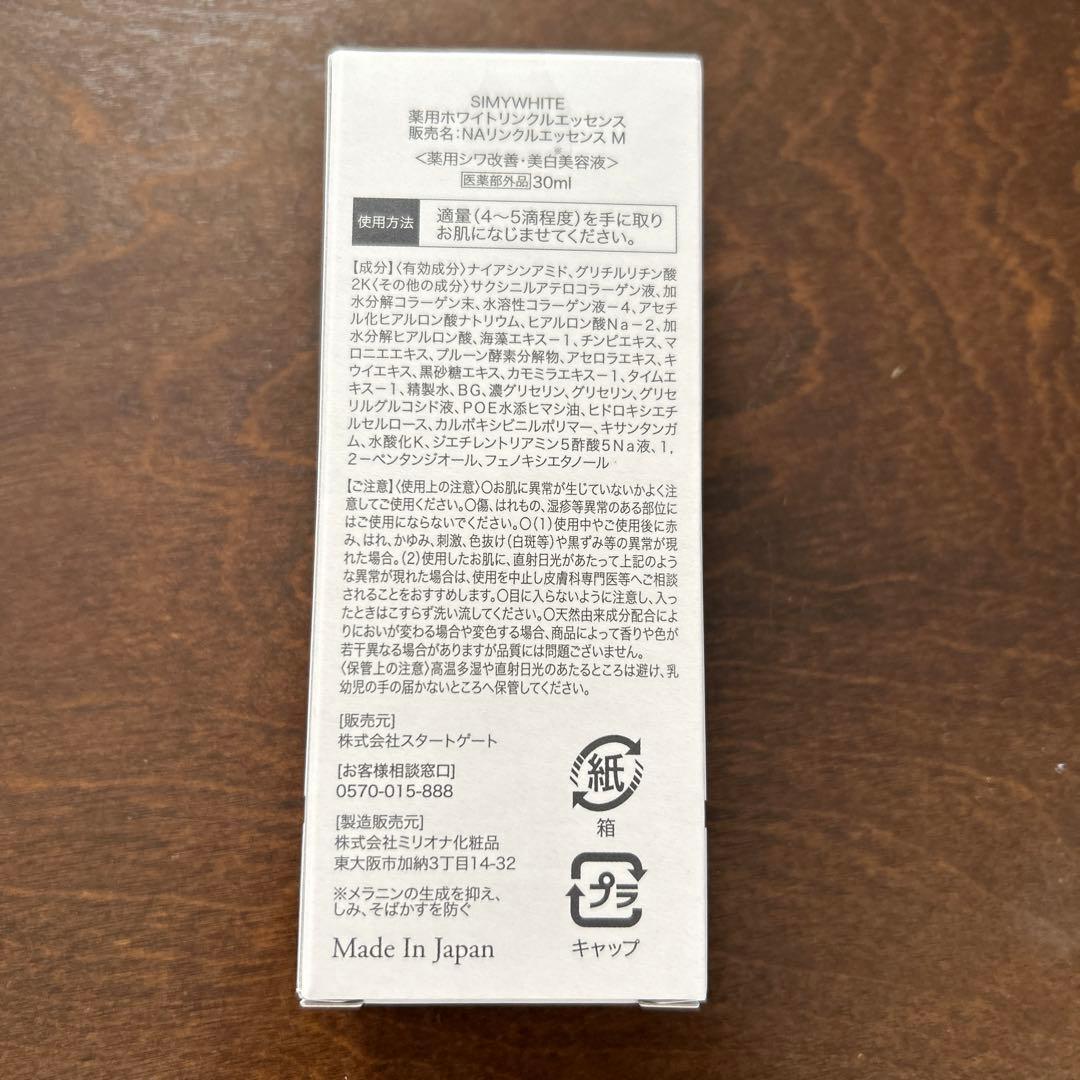 SIMYWHITE
薬用ホワイトリンクルエッセンス
販売名：NAリンクルエッセンス M
※
＜薬用シワ改善・美白美容液＞
医薬部外品 30ml
使用方法
適量（4〜5滴程度）を手に取り
お肌になじませてください。
【成分】〈有効成分〉ナイアシンアミド、グリチルリチン酸
2K〈その他の成分〉サクシニルアテロコラーゲン液、加
水分解コラーゲン末、水溶性コラーゲン液－4、アセチ
ル化ヒアルロン酸ナトリウム、ヒアルロン酸Na－2、加
水分解ヒアルロン酸、海藻エキス－1、チンピエキス、マ
ロニエエキス、プルーン酵素分解物、アセロラエキス、キ
ウイエキス、黒砂糖エキス、カモミラエキス－1、タイムエ
キス－1、精製水、BG、濃グリセリン、グリセリン、グリセ
リルグルコシド液、POE水添ヒマシ油、ヒドロキシエチ
ルセルロース、カルボキシビニルポリマー、キサンタンガ
ム、水酸化K、ジエチレントリアミン5酢酸5Na液、1,
2－ペンタンジオール、フェノキシエタノール
【ご注意】〈使用上の注意〉〇お肌に異常が生じていないかよく注
意してご使用ください。〇傷、はれもの、湿疹等異常のある部位に
はご使用にならないでください。〇（1）使用中やご使用後に赤
み、はれ、かゆみ、刺激、色抜け（白斑等）や黒ずみ等の異常が現
れた場合。（2）使用したお肌に、直射日光があたって上記のよう
な異常が現れた場合は、使用を中止し皮膚科専門医等へご相談
されることをおすすめします。〇目に入らないように注意し、入っ
たときはこすらず洗い流してください。〇天然由来成分配合によ
りにおいが変わる場合や変色する場合、商品によって香りや色が
若干異なる場合がありますが品質には問題ございません。
〈保管上の注意〉高温多湿や直射日光のあたるところは避け、乳
幼児の手の届かないところへ保管してください。
[販売元]
株式会社スタートゲート
[お客様相談窓口]
0570-015-888
[製造販売元]
株式会社ミリオナ化粧品
東大阪市加納3丁目14-32
※メラニンの生成を抑え、
しみ、そばかすを防ぐ
Made In Japan
紙
箱
プラ
キャップ